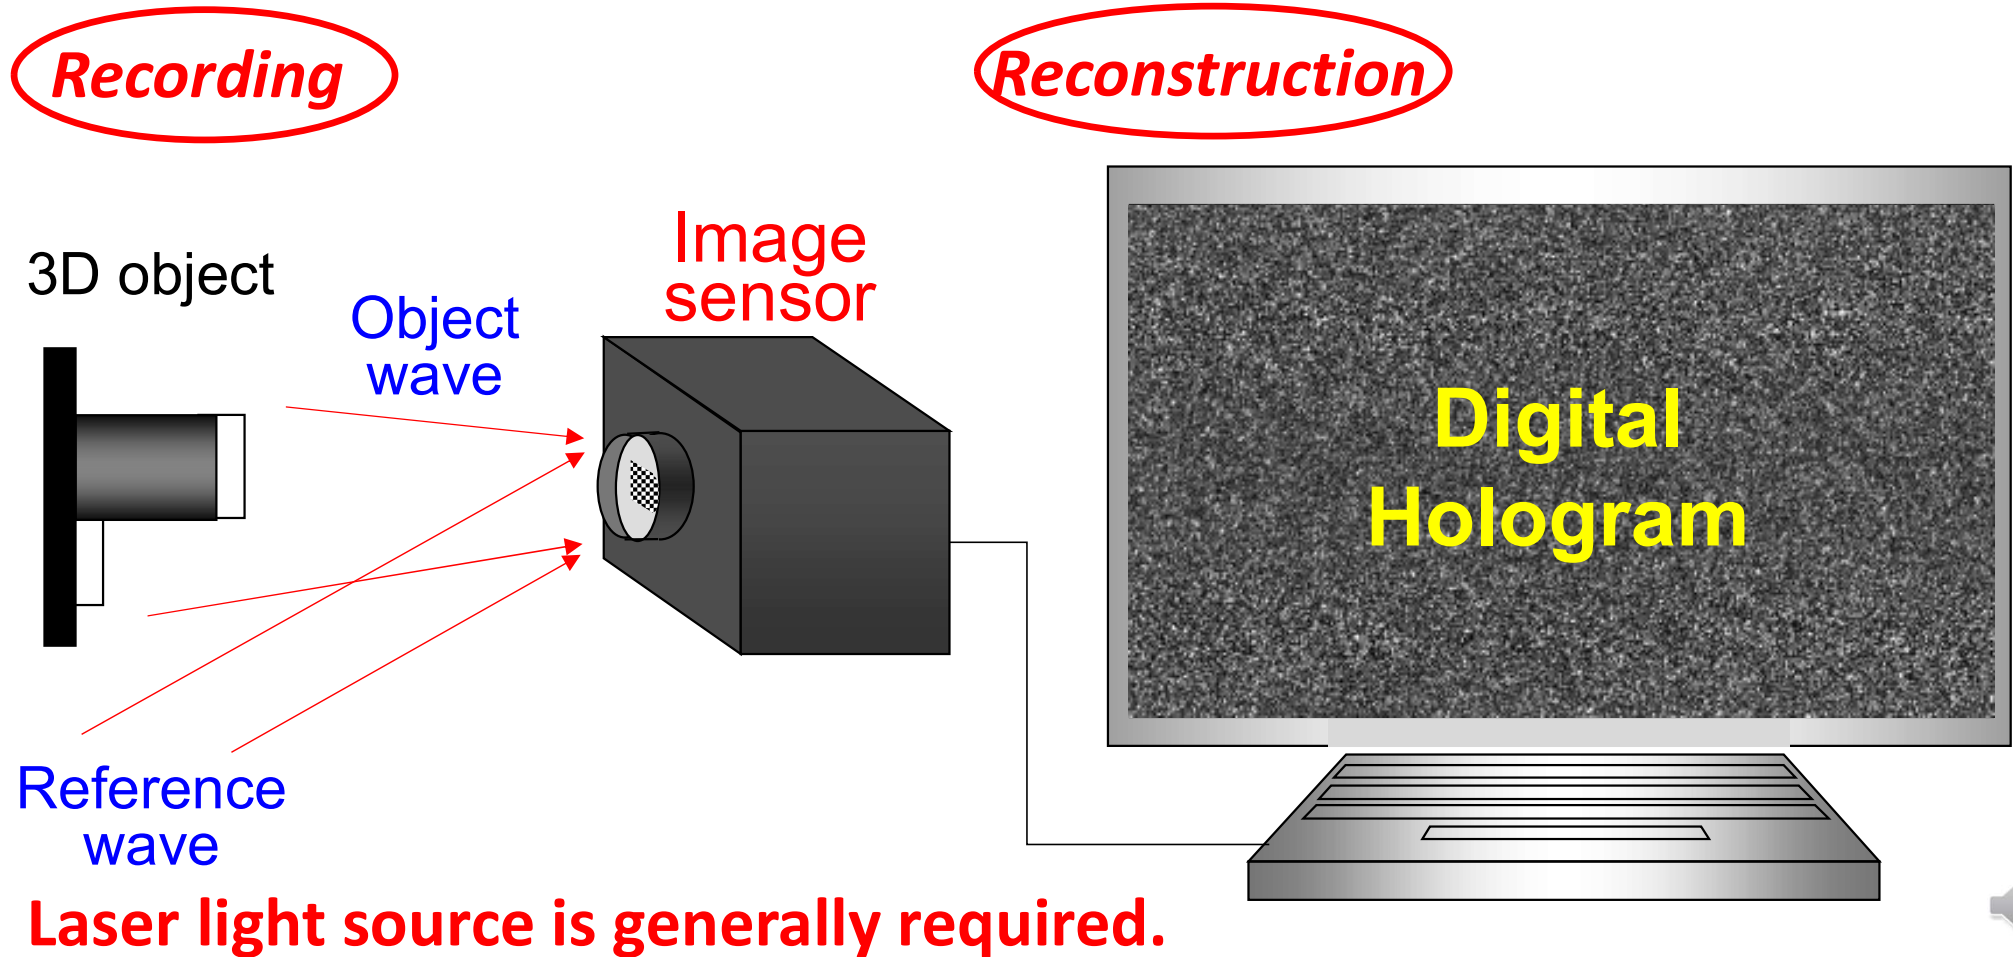 Recording
Reconstruction
3D object
Object
wave
Image
sensor
Digital
Hologram
Reference
wave
Laser light source is generally required.